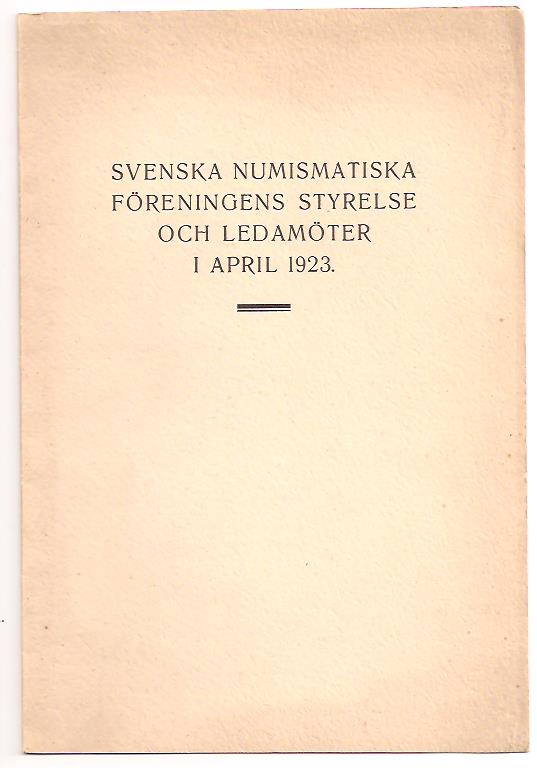 SVENSKA NUMISMATISKA
FÖRENINGENS STYRELSE
OCH LEDAMÖTER
I APRIL 1923.